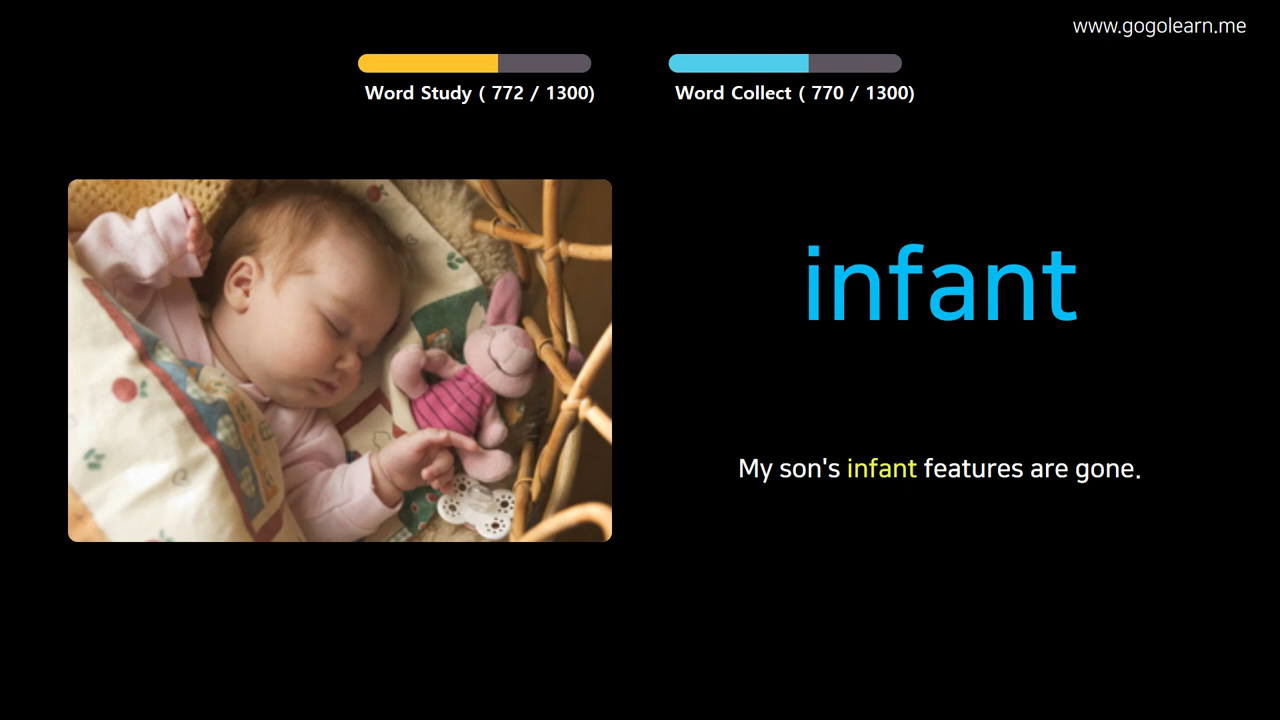 www.gogolearn.me
Word Study ( 772 / 1300)
Word Collect ( 770 / 1300)
infant
My son's infant features are gone.